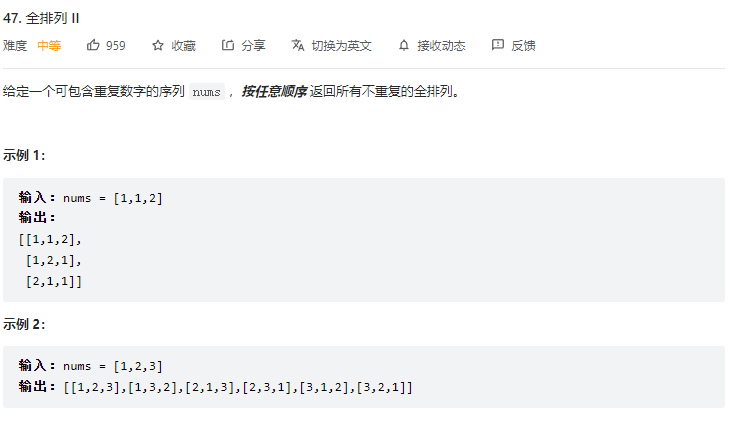 47. 全排列 II
难度 中等 959 收藏 分享 切换为英文 接收动态 反馈
给定一个可包含重复数字的序列 nums ，按任意顺序 返回所有不重复的全排列。
示例 1：
输入：nums = [1,1,2]
输出：
[[1,1,2],
[1,2,1],
[2,1,1]]
示例 2：
输入：nums = [1,2,3]
输出：[[1,2,3],[1,3,2],[2,1,3],[2,3,1],[3,1,2],[3,2,1]]